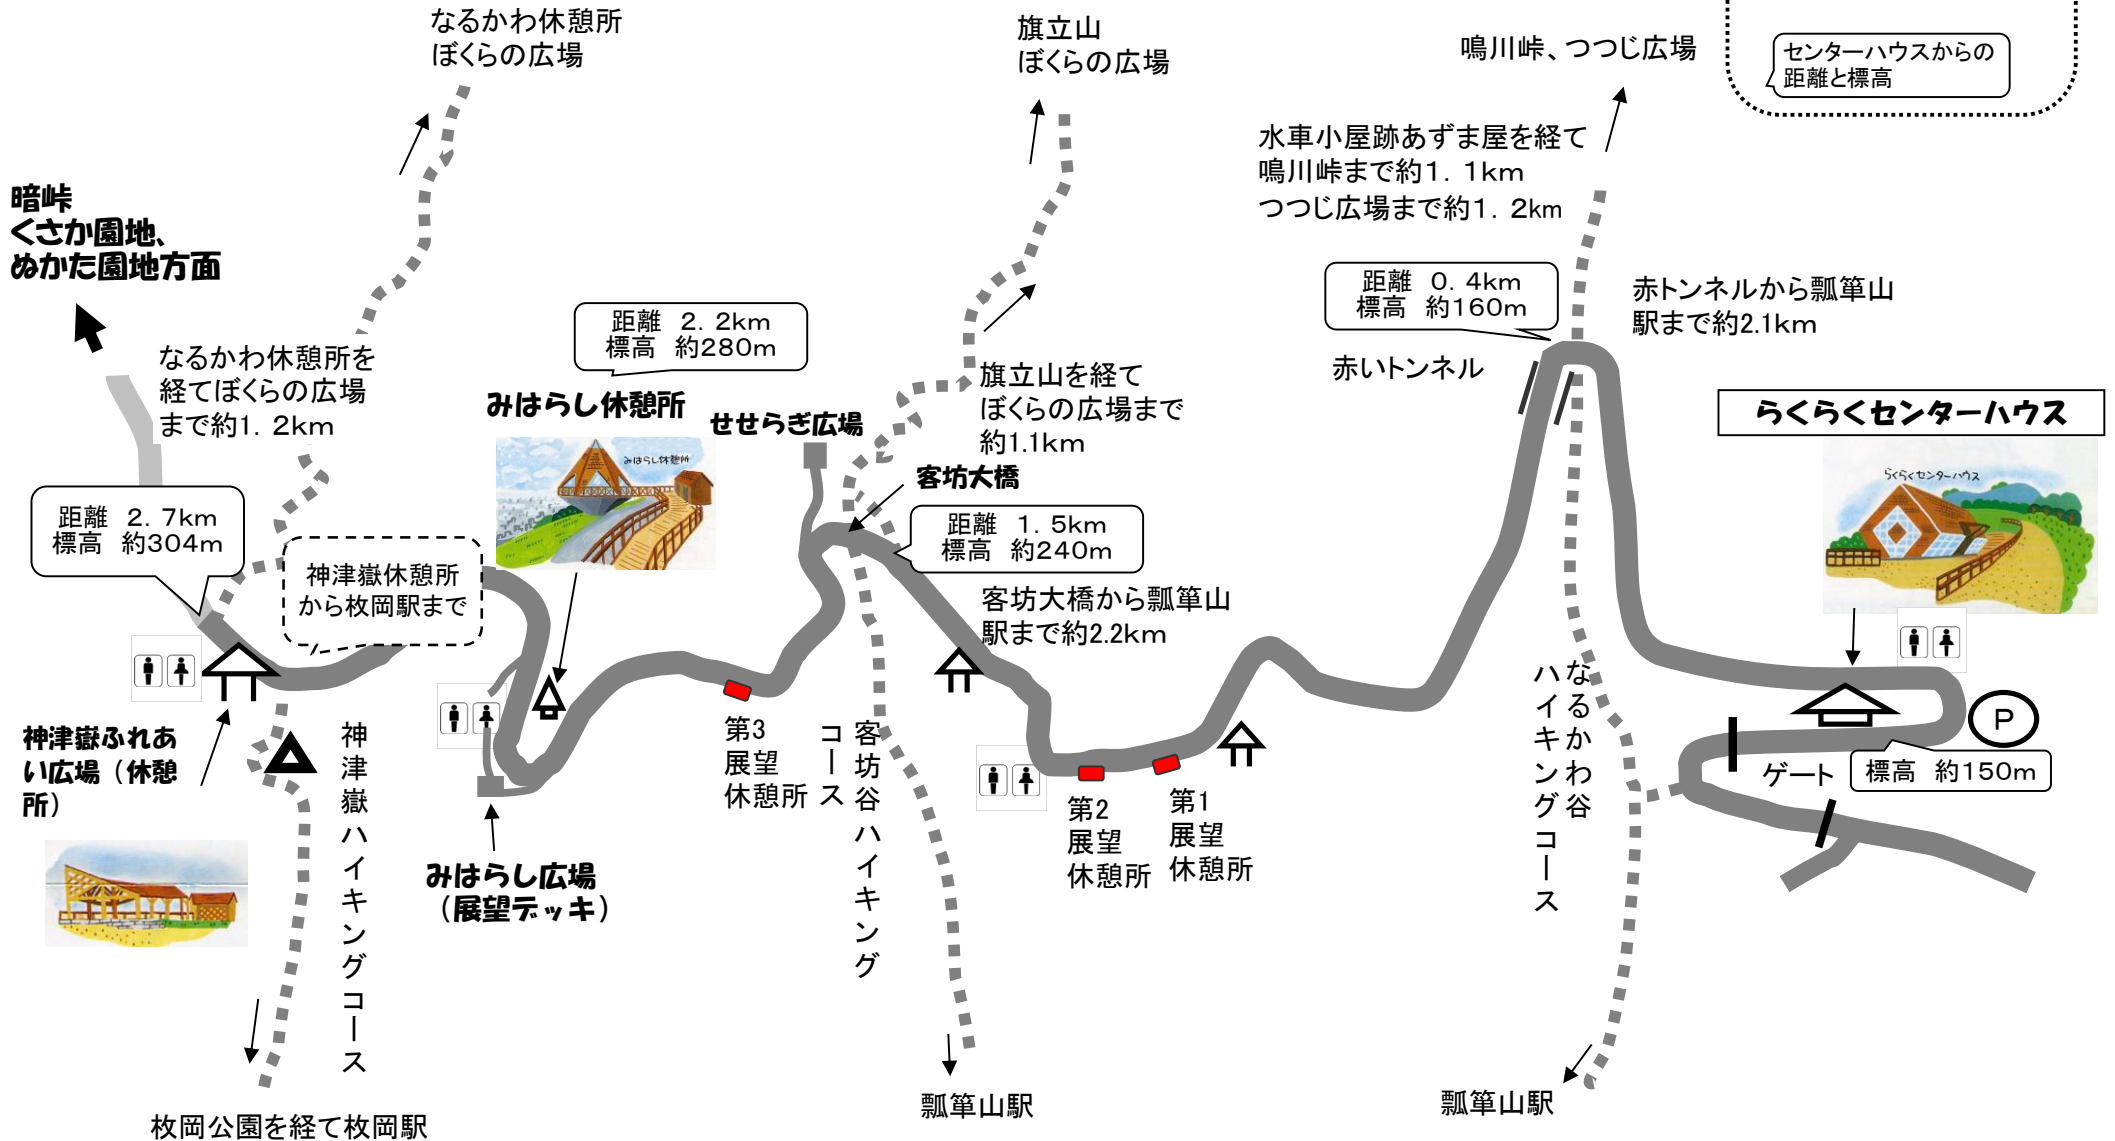 なるかわ休憩所
ぼくらの広場
旗立山
ぼくらの広場
鳴川峠、つつじ広場
センターハウスからの
距離と標高
水車小屋跡あずま屋を経て
鳴川峠まで約1．1km
つつじ広場まで約1．2km
暗峠
くさか園地、
ぬかた園地方面
距離　0．4km
標高　約160m
赤トンネルから瓢箪山
駅まで約2.1km
距離　2．2km
標高　約280m
なるかわ休憩所を
経てぼくらの広場
まで約1．2km
赤いトンネル
旗立山を経て
ぼくらの広場まで
約1.1km
みはらし休憩所
せせらぎ広場
らくらくセンターハウス
みはらし休憩所
らくらくセンターハウス
客坊大橋
距離　2．7km
標高　約304m
距離　1．5km
標高　約240m
神津嶽休憩所
から枚岡駅まで
客坊大橋から瓢箪山
駅まで約2.2km
神津嶽ふれあ
い広場（休憩
所）
神津嶽ハイキングコース
第3
展望
休憩所
客坊谷ハイキング
コース
第2
展望
休憩所
第1
展望
休憩所
なるかわ谷
ハイキングコース
P
ゲート
標高　約150m
みはらし広場
（展望デッキ）
枚岡公園を経て枚岡駅
瓢箪山駅
瓢箪山駅